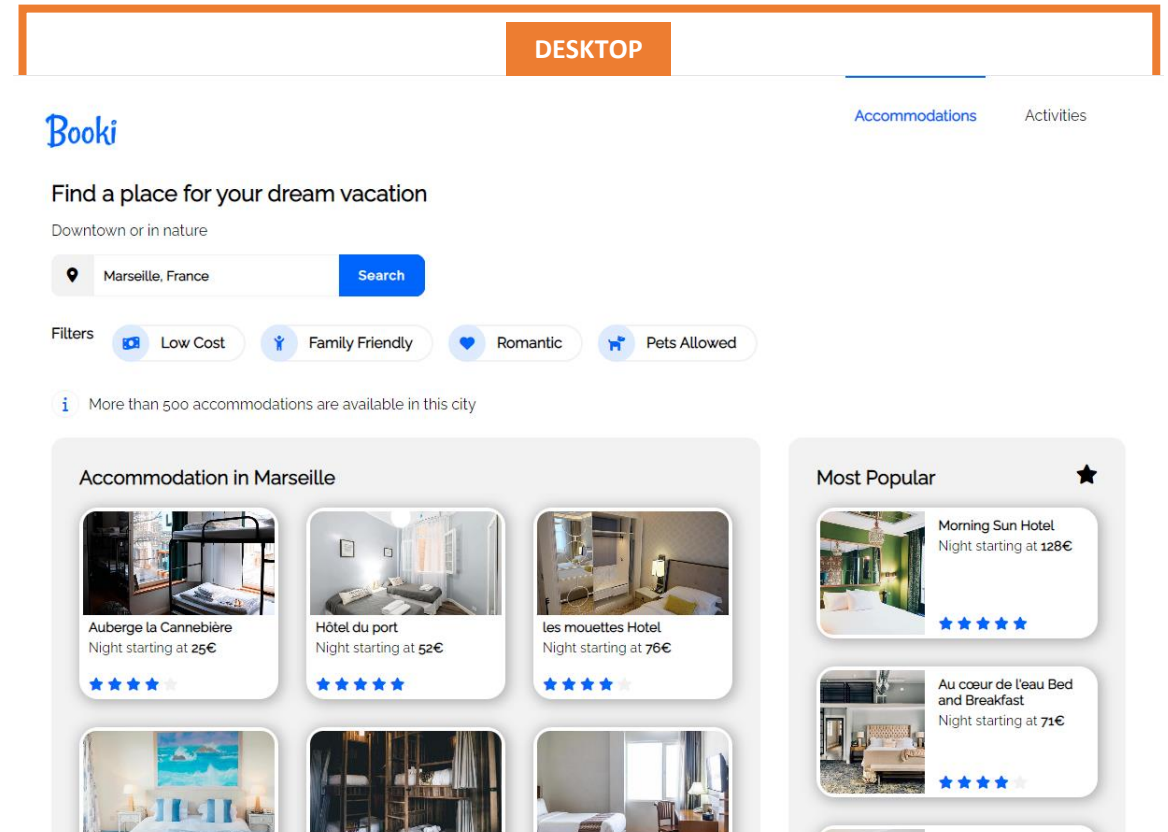 DESKTOP
Booki
Accommodations
Activities
Find a place for your dream vacation
Downtown or in nature
Marseille, France
Search
Filters
Low Cost
Family Friendly
Romantic
Pets Allowed
i
More than 500 accommodations are available in this city
Accommodation in Marseille
Auberge la Cannebière
Night starting at 25€
Hôtel du port
Night starting at 52€
les mouettes Hotel
Night starting at 76€
Most Popular
Morning Sun Hotel
Night starting at 128€
Au cœur de l'eau Bed
and Breakfast
Night starting at 71€